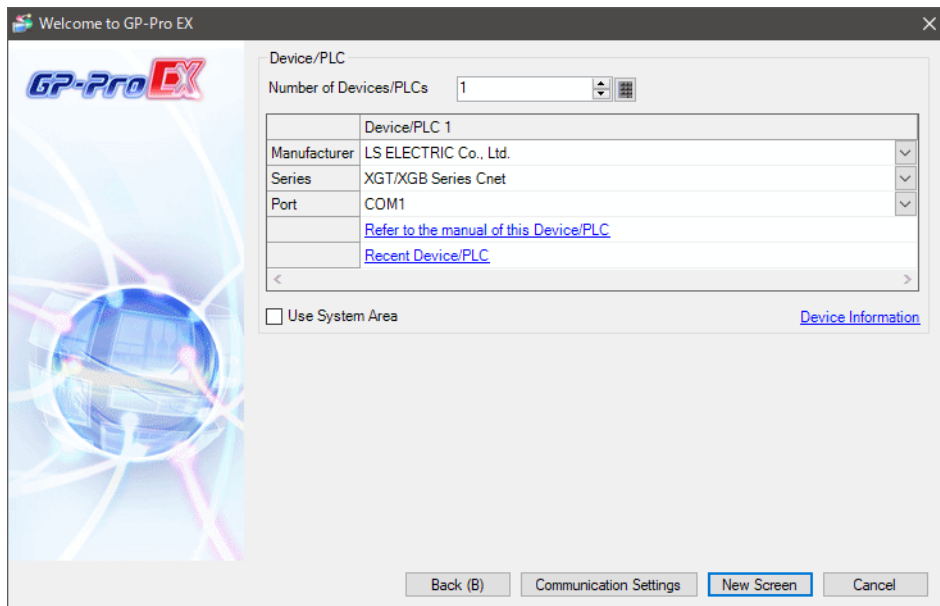 Welcome to GP-Pro EX
GP-Pro EX
Device/PLC
Number of Devices/PLCs 1
Device/PLC 1
Manufacturer LS ELECTRIC Co., Ltd.
Series XGT/XGB Series Cnet
Port COM1
Refer to the manual of this Device/PLC
Recent Device/PLC
Use System Area Device Information
Back (B) Communication Settings New Screen Cancel